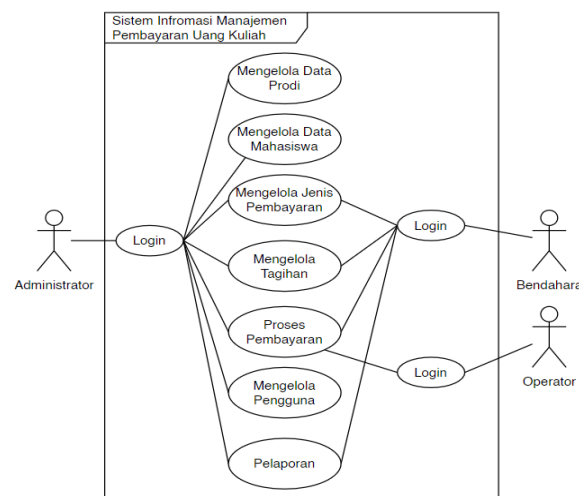 Sistem Infromasi Manajemen
Pembayaran Uang Kuliah
Mengelola Data
Prodi
Mengelola Data
Mahasiswa
Mengelola Jenis
Pembayaran
Login
Login
Administrator
Bendahara
Mengelola
Tagihan
Proses
Pembayaran
Login
Operator
Mengelola
Pengguna
Pelaporan